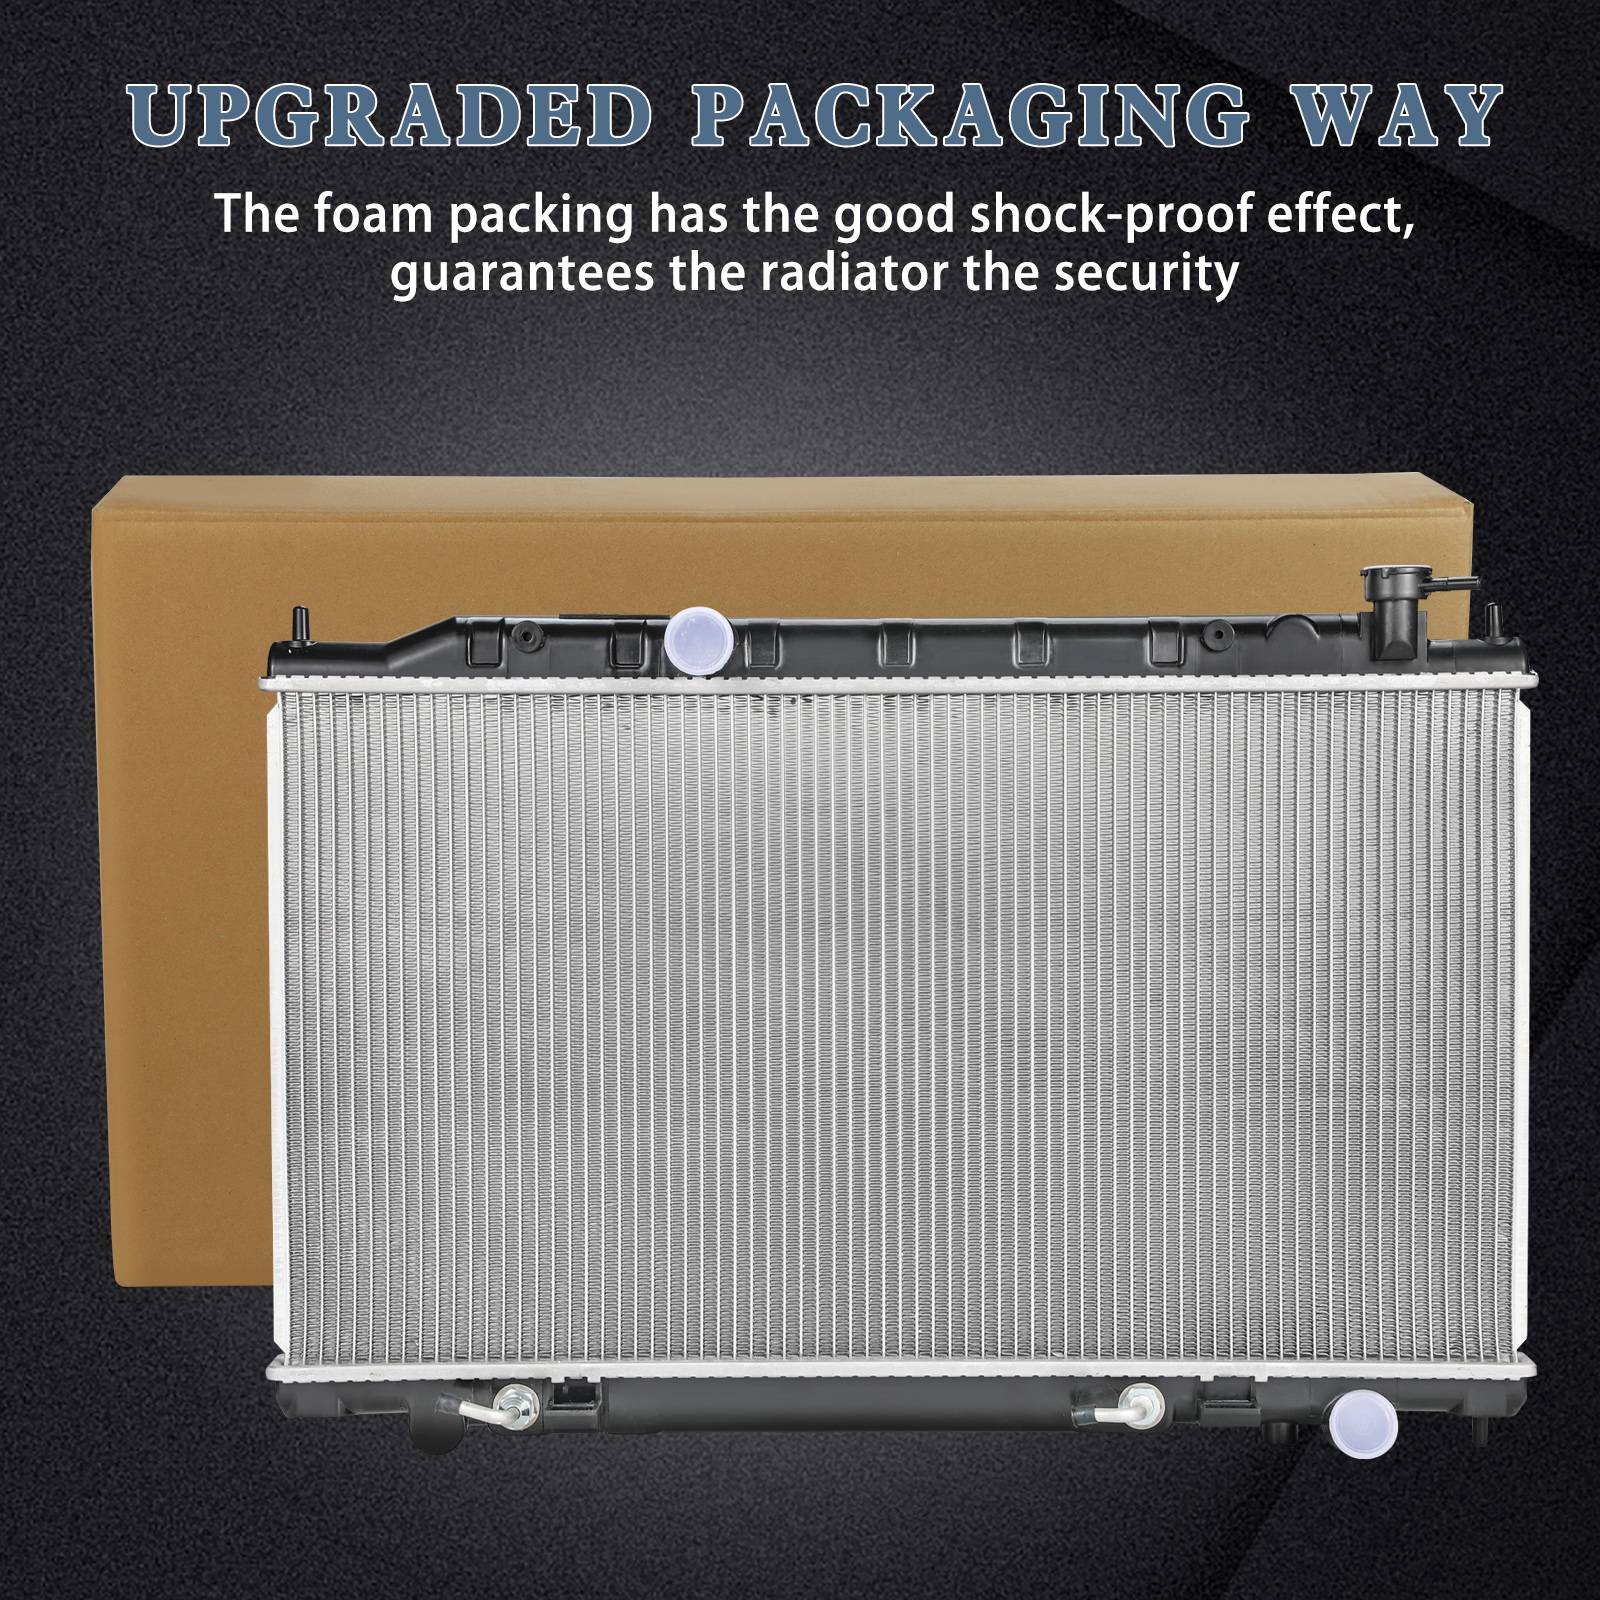 UPGRADED PACKAGING WAY
The foam packing has the good shock-proof effect,
guarantees the radiator the security